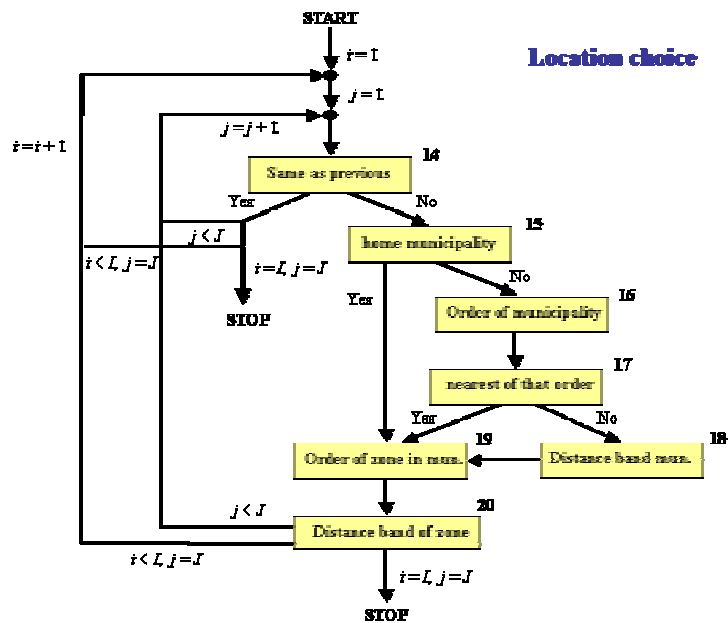 START
Location choice
i=1
j=1
j=j+1
i=i+1
14
Same as previous
Yes
No
15
home municipality
j<J
i<I, j=J
i=I, j=J
STOP
No
Yes
16
Order of municipality
17
nearest of that order
Yes
No
19
18
Order of zone in mun.
Distance band mun.
20
Distance band of zone
j<J
i<I, j=J
i=I, j=J
STOP